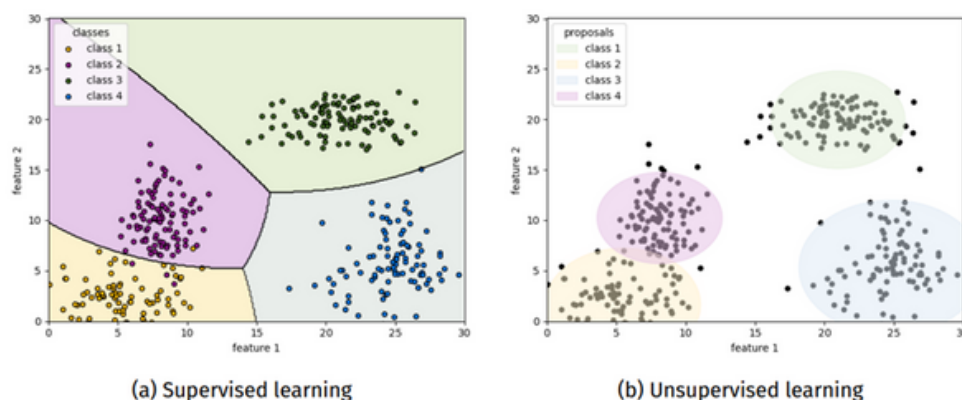 30
25
20
15
10
5
0
feature 2
classes
class 1
class 2
class 3
class 4
0 5 10 15 20 25 30
feature 1
(a) Supervised learning
30
25
20
15
10
5
0
feature 2
proposals
class 1
class 2
class 3
class 4
0 5 10 15 20 25 30
feature 1
(b) Unsupervised learning